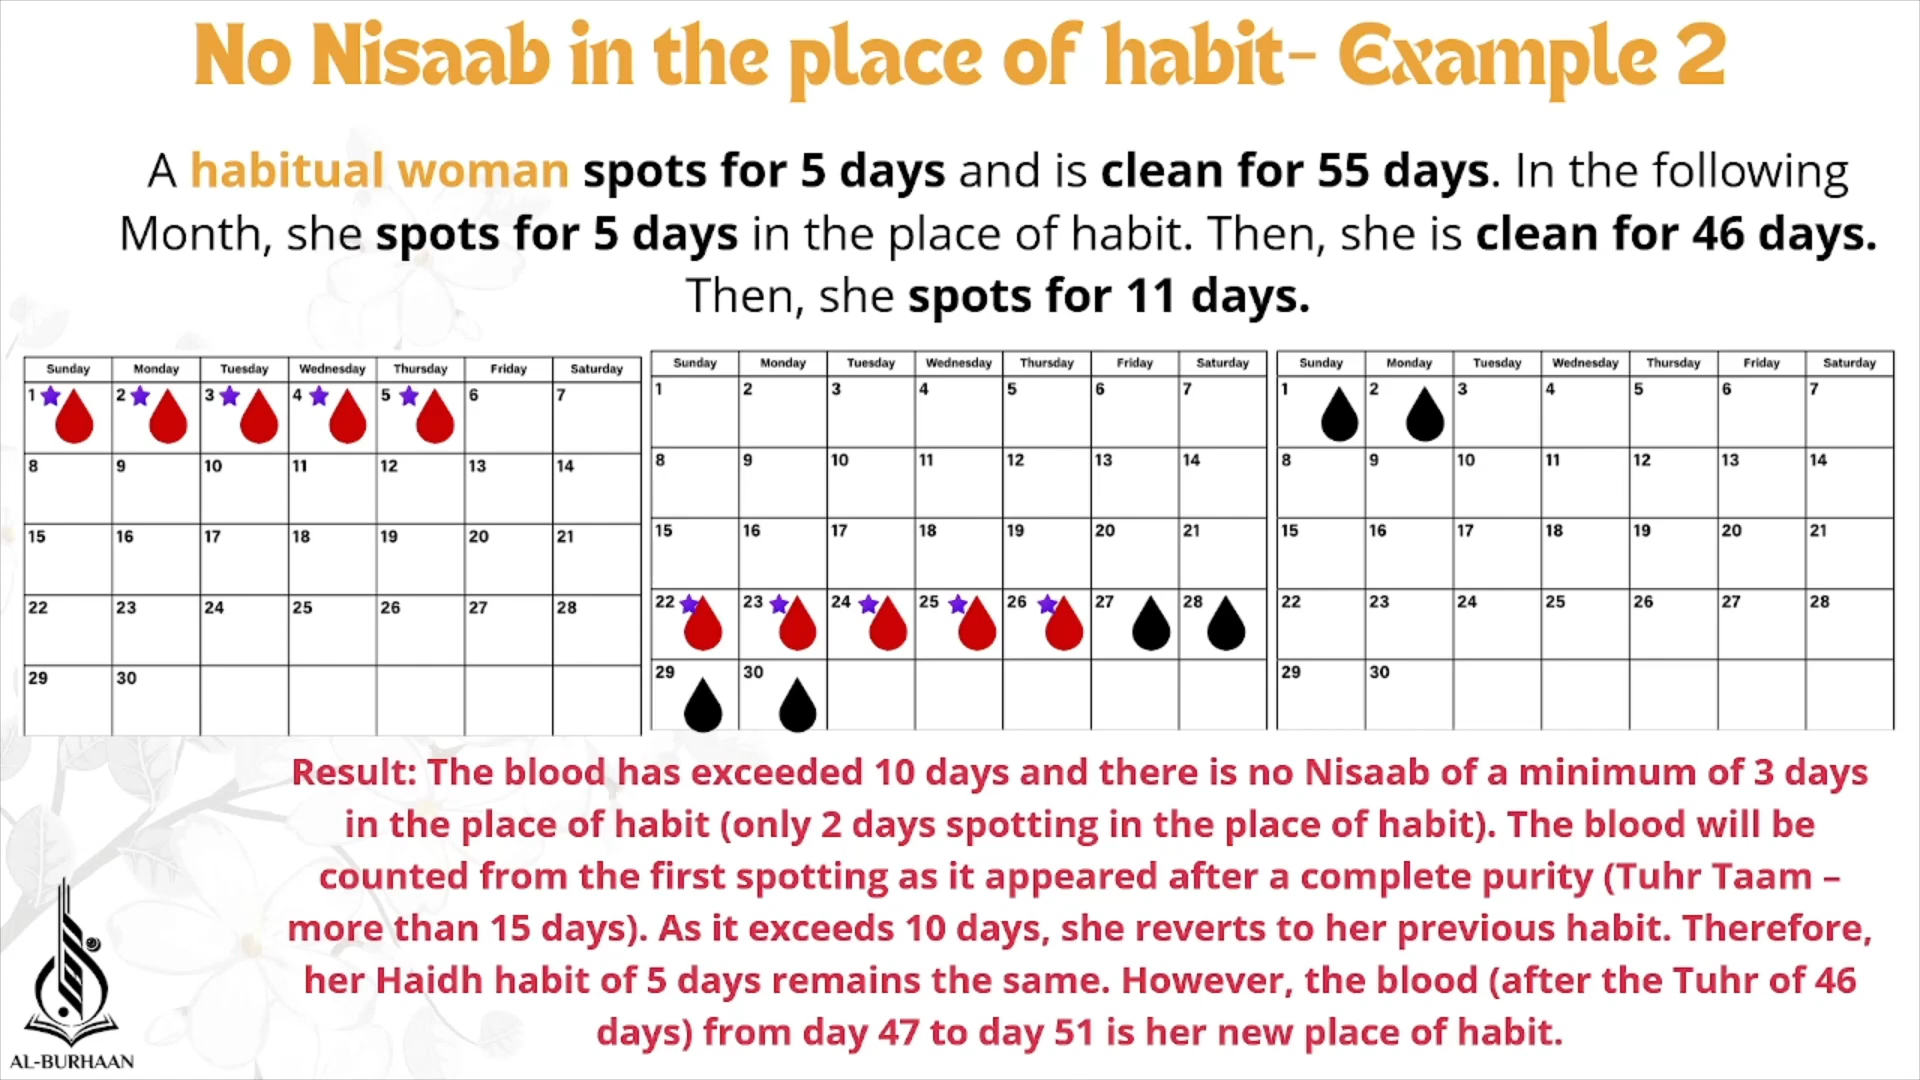 No Nisaab in the place of habit- Example 2
A habitual woman spots for 5 days and is clean for 55 days. In the following
Month, she spots for 5 days in the place of habit. Then, she is clean for 46 days.
Then, she spots for 11 days.
Sunday Monday Tuesday Wednesday Thursday Friday Saturday
1 2 3 4 5 6 7
8 9 10 11 12 13 14
15 16 17 18 19 20 21
22 23 24 25 26 27 28
29 30
Sunday Monday Tuesday Wednesday Thursday Friday Saturday
1 2 3 4 5 6 7
8 9 10 11 12 13 14
15 16 17 18 19 20 21
22 23 24 25 26 27 28
29 30
Sunday Monday Tuesday Wednesday Thursday Friday Saturday
1 2 3 4 5 6 7
8 9 10 11 12 13 14
15 16 17 18 19 20 21
22 23 24 25 26 27 28
29 30
Result: The blood has exceeded 10 days and there is no Nisaab of a minimum of 3 days
in the place of habit (only 2 days spotting in the place of habit). The blood will be
counted from the first spotting as it appeared after a complete purity (Tuhr Taam –
more than 15 days). As it exceeds 10 days, she reverts to her previous habit. Therefore,
her Haidh habit of 5 days remains the same. However, the blood (after the Tuhr of 46
days) from day 47 to day 51 is her new place of habit.
AL-BURHAAN